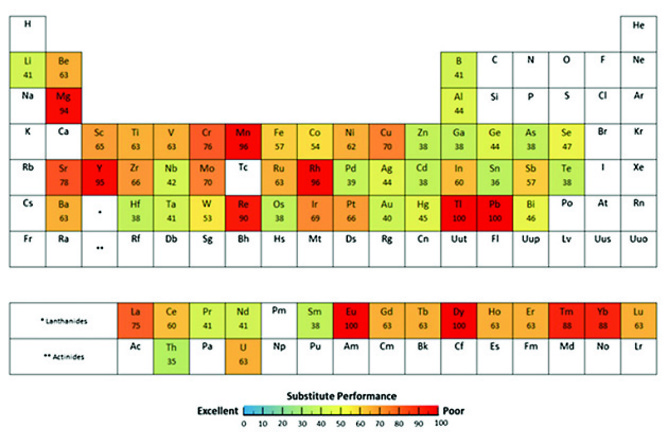 H He
Li Be B C N O F Ne
41 63 41
Na Mg Al Si P S Cl Ar
94 44
K Ca Sc Ti V Cr Mn Fe Co Ni Cu Zn Ga Ge As Se Br Kr
65 63 63 76 96 57 54 62 70 38 38 44 38 47
Rb Sr Y Zr Nb Mo Tc Ru Rh Pd Ag Cd In Sn Sb Te I Xe
78 95 66 42 70 63 96 39 44 38 60 36 57 38
Cs Ba * Hf Ta W Re Os Ir Pt Au Hg Tl Pb Bi Po At Rn
63 38 41 53 90 38 69 66 40 45 100 100 46
Fr Ra ** Rf Db Sg Bh Hs Mt Ds Rg Cn Uut Fl Uup Lv Uus Uuo
* Lanthanides La Ce Pr Nd Pm Sm Eu Gd Tb Dy Ho Er Tm Yb Lu
75 60 41 41 38 100 63 63 100 63 63 88 88 63
** Actinides Ac Th Pa U Np Pu Am Cm Bk Cf Es Fm Md No Lr
35 63
Substitute Performance
Excellent Poor
0 10 20 30 40 50 60 70 80 90 100